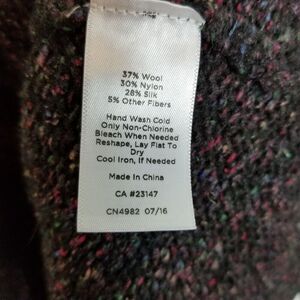 37% Wool
30% Nylon
28% Silk
5% Other Fibers
Hand Wash Cold
Only Non-Chlorine
Bleach When Needed
Reshape, Lay Flat To
Dry
Cool Iron, If Needed
Made In China
CA #23147
CN4982 07/16